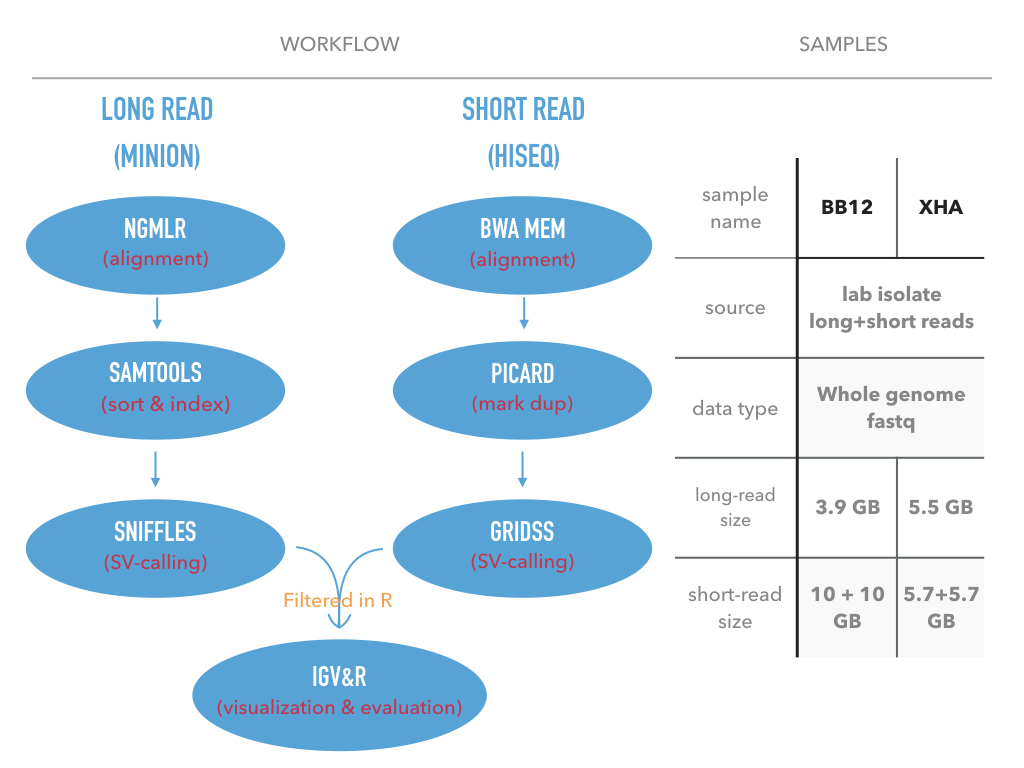 WORKFLOW
SAMPLES
LONG READ
(MINION)
SHORT READ
(HISEQ)
NGMLR
(alignment)
BWA MEM
(alignment)
SAMTOOLS
(sort & index)
PICARD
(mark dup)
SNIFFLES
(SV-calling)
GRIDSS
(SV-calling)
Filtered in R
IGV&R
(visualization & evaluation)
sample
name
BB12
XHA
source
lab isolate
long+short reads
data type
Whole genome
fastq
long-read
size
3.9 GB
5.5 GB
short-read
size
10 + 10
GB
5.7+5.7
GB